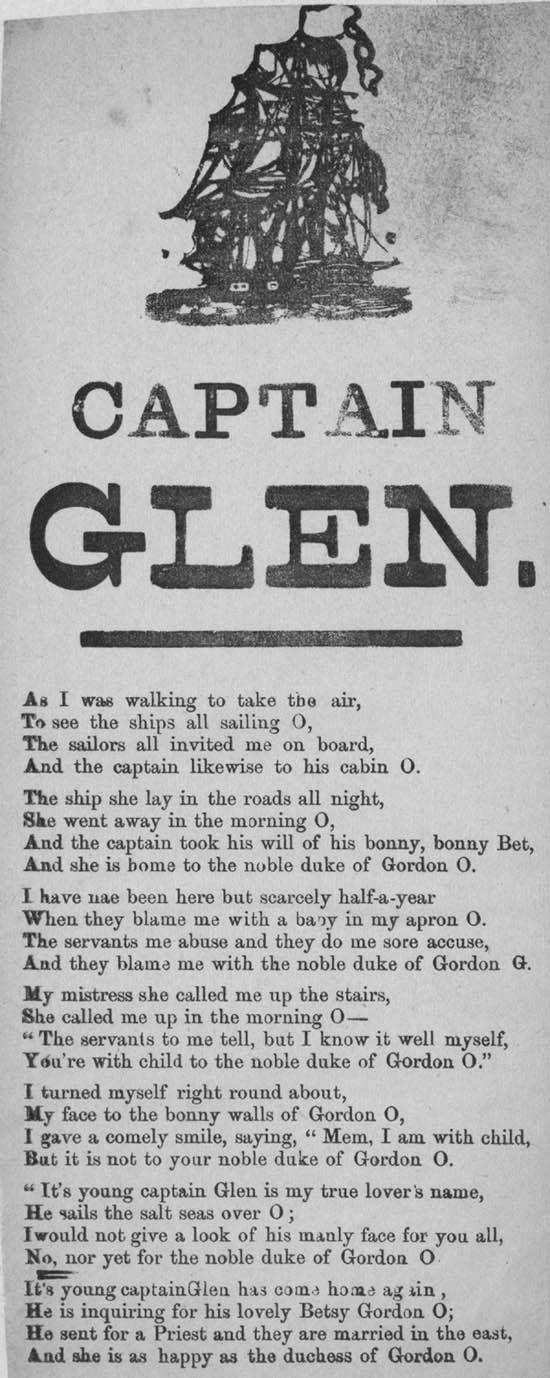 CAPTAIN
GLEN.
As I was walking to take tbe air,
To see the ships all sailing O,
The sailors all invited me on board,
And the captain likewise to his cabin O.
The ship she lay in the roads all night,
She went away in the morning O,
And the captain took his will of his bonny, bonny Bet,
And she is home to the noble duke of Gordon O.
I have nae been here but scarcely half-a-year
When they blame me with a baby in my apron O.
The servants me abuse and they do me sore accuse,
And they blame me with the noble duke of Gordon G.
My mistress she called me up the stairs,
She called me up in the morning O—
“ The servants to me tell, but I know it well myself,
You're with child to the noble duke of Gordon O.”
I turned myself right round about,
My face to the bonny walls of Gordon O,
I gave a comely smile, saying, “ Mem, I am with child,
But it is not to your noble duke of Gordon O.
“ It's young captain Glen is my true lover's name,
He sails the salt seas over O ;
Iwould not give a look of his manly face for you all,
No, nor yet for the noble duke of Gordon O
It's young captainGlen has come home again ,
He is inquiring for his lovely Betsy Gordon O;
He sent for a Priest and they are married in the east,
And she is as happy as the duchess of Gordon O.